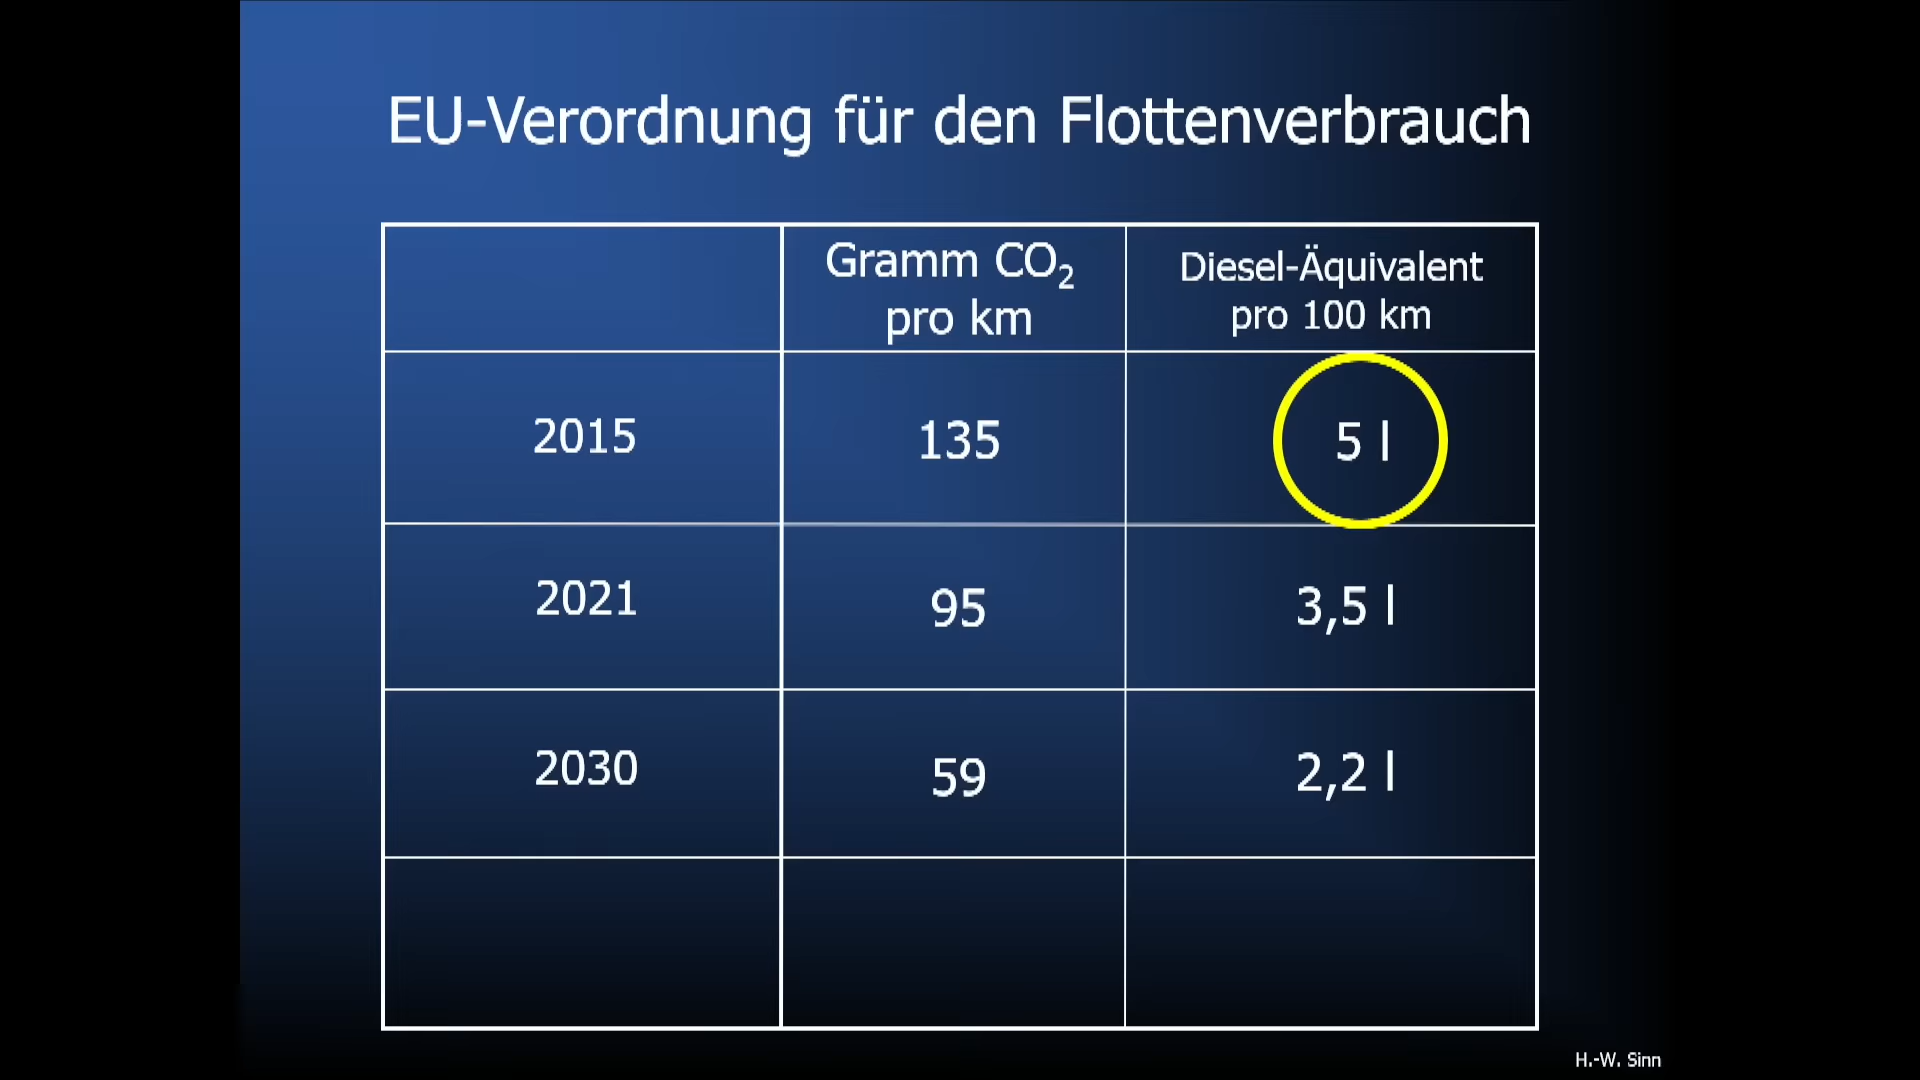 EU-Verordnung für den Flottenverbrauch
Gramm CO₂
pro km
Diesel-Äquivalent
pro 100 km
2015
135
5 l
2021
95
3,5 l
2030
59
2,2 l
H.-W. Sinn